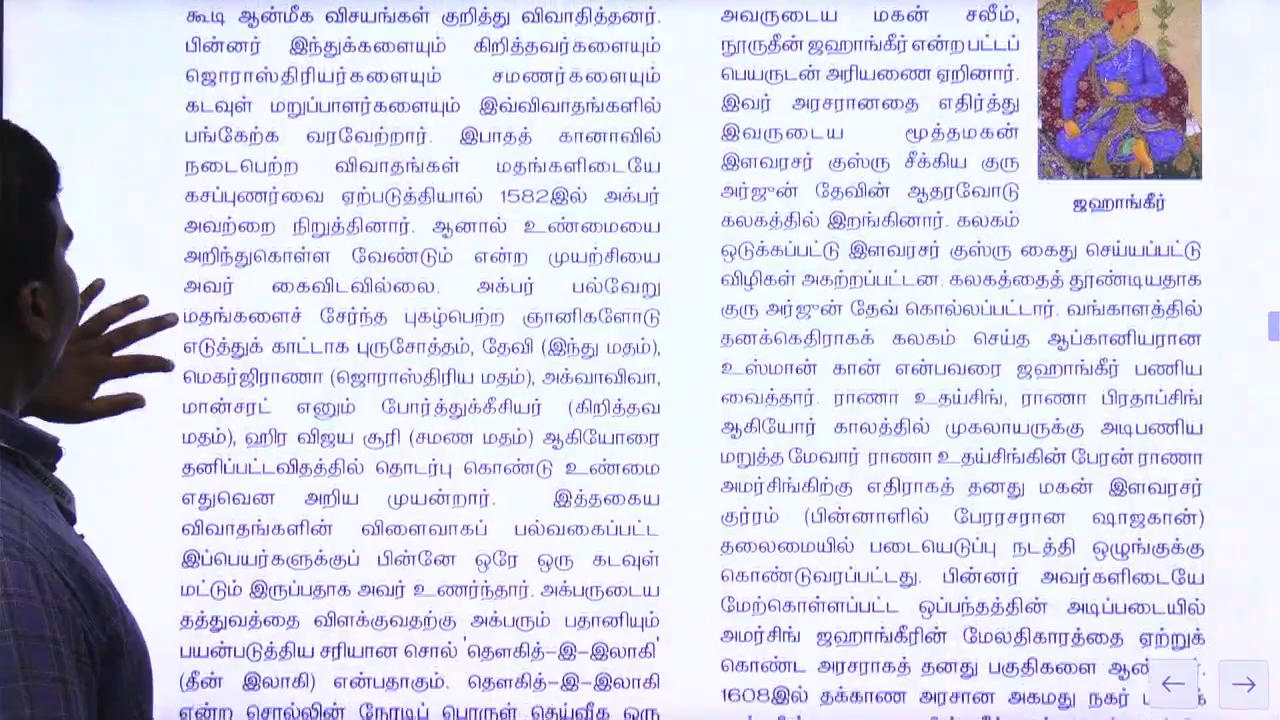 கூடி ஆன்மீக விசயங்கள் குறித்து விவாதித்தனர்.
பின்னர் இந்துக்களையும் கிறித்தவர்களையும்
ஜொராஸ்திரியர்களையும் சமணர்களையும்
கடவுள் மறுப்பாளர்களையும் இவ்விவாதங்களில்
பங்கேற்க வரவேற்றார். இபாதத் கானாவில்
நடைபெற்ற விவாதங்கள் மதங்களிடையே
கசப்புணர்வை ஏற்படுத்தியால் 1582இல் அக்பர்
அவற்றை நிறுத்தினார். ஆனால் உண்மையை
அறிந்துகொள்ள வேண்டும் என்ற முயற்சியை
அவர் கைவிடவில்லை. அக்பர் பல்வேறு
மதங்களைச் சேர்ந்த புகழ்பெற்ற ஞானிகளோடு
எடுத்துக் காட்டாக புருசோத்தம், தேவி (இந்து மதம்),
மெகர்ஜிராணா (ஜொராஸ்திரிய மதம்), அக்வாவிவா,
மான்சரட் எனும் போர்த்துக்கீசியர் (கிறித்தவ
மதம்), ஹிர விஜய சூரி (சமண மதம்) ஆகியோரை
தனிப்பட்டவிதத்தில் தொடர்பு கொண்டு உண்மை
எதுவென அறிய முயன்றார். இத்தகைய
விவாதங்களின் விளைவாகப் பல்வகைப்பட்ட
இப்பெயர்களுக்குப் பின்னே ஒரே ஒரு கடவுள்
மட்டும் இருப்பதாக அவர் உணர்ந்தார். அக்பருடைய
தத்துவத்தை விளக்குவதற்கு அக்பரும் பதானியும்
பயன்படுத்திய சரியான சொல் 'தௌகித்-இ-இலாகி'
(தீன் இலாகி) என்பதாகும். தௌகித்-இ-இலாகி
என்ற சொல்லின் நேரடிப் பொருள் தெய்வீக ஒரு
அவருடைய மகன் சலீம்,
நூருதீன் ஜஹாங்கீர் என்ற பட்டப்
பெயருடன் அரியணை ஏறினார்.
இவர் அரசரானதை எதிர்த்து
இவருடைய மூத்தமகன்
இளவரசர் குஸ்ரு சீக்கிய குரு
அர்ஜுன் தேவின் ஆதரவோடு
கலகத்தில் இறங்கினார். கலகம்
ஒடுக்கப்பட்டு இளவரசர் குஸ்ரு கைது செய்யப்பட்டு
விழிகள் அகற்றப்பட்டன. கலகத்தைத் தூண்டியதாக
குரு அர்ஜுன் தேவ் கொல்லப்பட்டார். வங்காளத்தில்
தனக்கெதிராகக் கலகம் செய்த ஆப்கானியரான
உஸ்மான் கான் என்பவரை ஜஹாங்கீர் பணிய
வைத்தார். ராணா உதய்சிங், ராணா பிரதாப்சிங்
ஆகியோர் காலத்தில் முகலாயருக்கு அடிபணிய
மறுத்த மேவார் ராணா உதய்சிங்கின் பேரன் ராணா
அமர்சிங்கிற்கு எதிராகத் தனது மகன் இளவரசர்
குர்ரம் (பின்னாளில் பேரரசரான ஷாஜகான்)
தலைமையில் படையெடுப்பு நடத்தி ஒழுங்குக்கு
கொண்டுவரப்பட்டது. பின்னர் அவர்களிடையே
மேற்கொள்ளப்பட்ட ஒப்பந்தத்தின் அடிப்படையில்
அமர்சிங் ஜஹாங்கீரின் மேலதிகாரத்தை ஏற்றுக்
கொண்ட அரசராகத் தனது பகுதிகளை
1608இல் தக்காண அரசான அகமது நகர்
ஜஹாங்கீர்